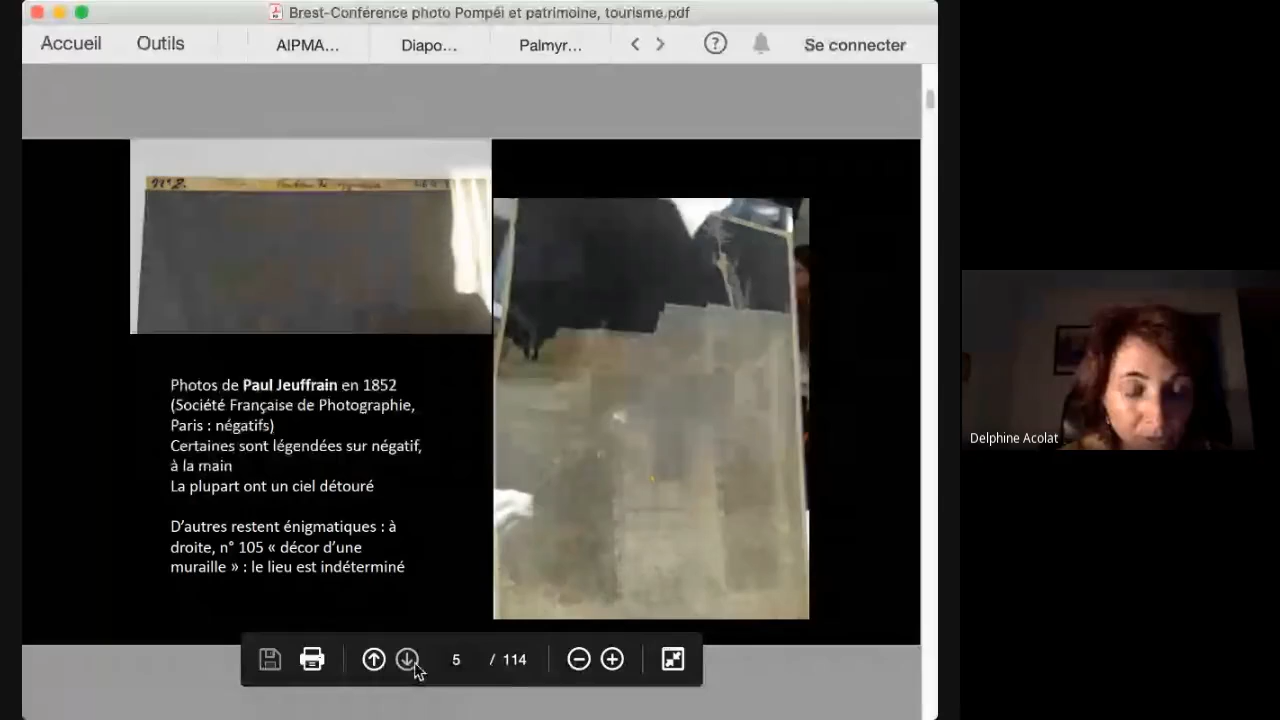 Brest-Conférence photo Pompéi et patrimoine, tourisme.pdf
Accueil Outils AIPMA... Diapo... Palmyr... Se connecter
N°2.
Photos de Paul Jeuffrain en 1852
(Société Française de Photographie,
Paris : négatifs)
Certaines sont légendées sur négatif,
à la main
La plupart ont un ciel détouré
D'autres restent énigmatiques : à
droite, n° 105 « décor d'une
muraille » : le lieu est indéterminé
Delphine Acolat
5 / 114